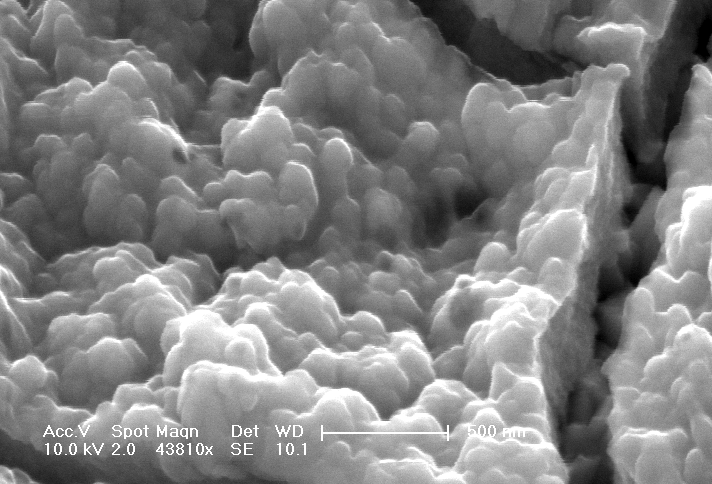 Acc.V Spot Magn Det WD 500 nm
10.0 kV 2.0 43810x SE 10.1